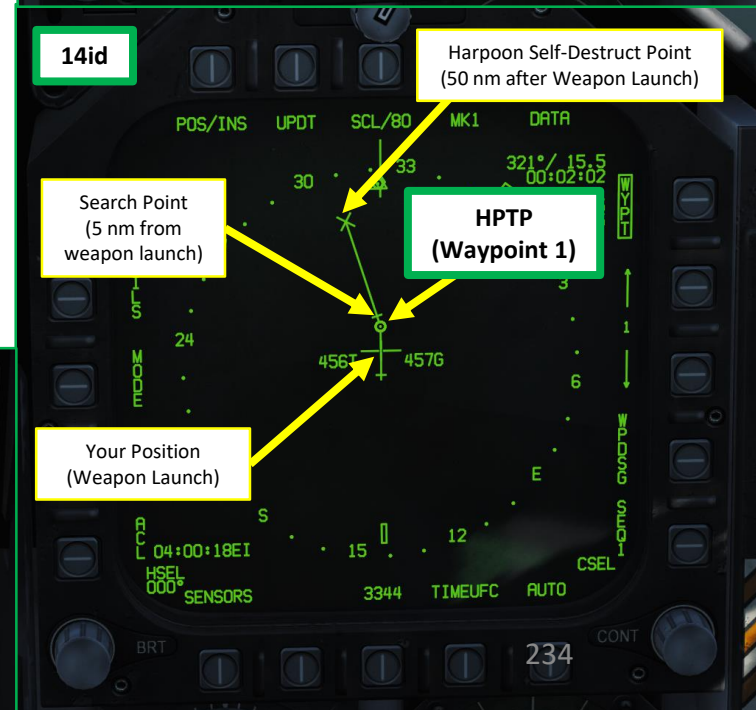 14id
Harpoon Self-Destruct Point
(50 nm after Weapon Launch)
POS/INS UPDT SCL/80 MK1 DATA
33
321°/ 15.5
00:02:02
30
WYPT
Search Point
(5 nm from
weapon launch)
HPTP
(Waypoint 1)
3
ILS
24
1
MODE
456T 457G
6
WPDSG
Your Position
(Weapon Launch)
E
SEQ1
S
12
15
ACL 04:00:18EI
CSEL
HSEL
000°
SENSORS 3344 TIMEUFC AUTO
BRT
CONT
234